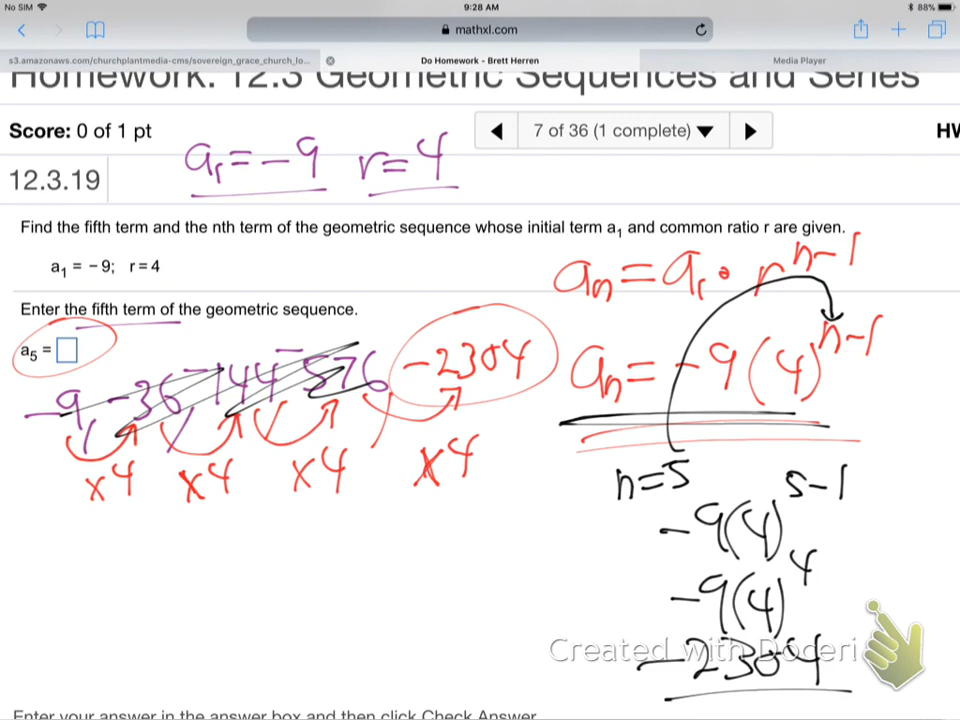 No SIM 9:28 AM 88%
mathxl.com
s3.amazonaws.com/churchplantmedia-cms/sovereign_grace_church_lo... Do Homework - Brett Herren Media Player
Homework: 12.3 Geometric Sequences and Series
Score: 0 of 1 pt 7 of 36 (1 complete) HW
a₁ = -9 r = 4
12.3.19
Find the fifth term and the nth term of the geometric sequence whose initial term a₁ and common ratio r are given.
a₁ = -9; r = 4
aₙ = a₁ · r^(n-1)
Enter the fifth term of the geometric sequence.
a₅ =
-9 -36 -144 -576 -2304
aₙ = -9(4)^(n-1)
x4 x4 x4 x4
n=5
-9(4)^(5-1)
-9(4)^4
-2304
Created with Doceri
Enter your answer in the answer box and then click Check Answer